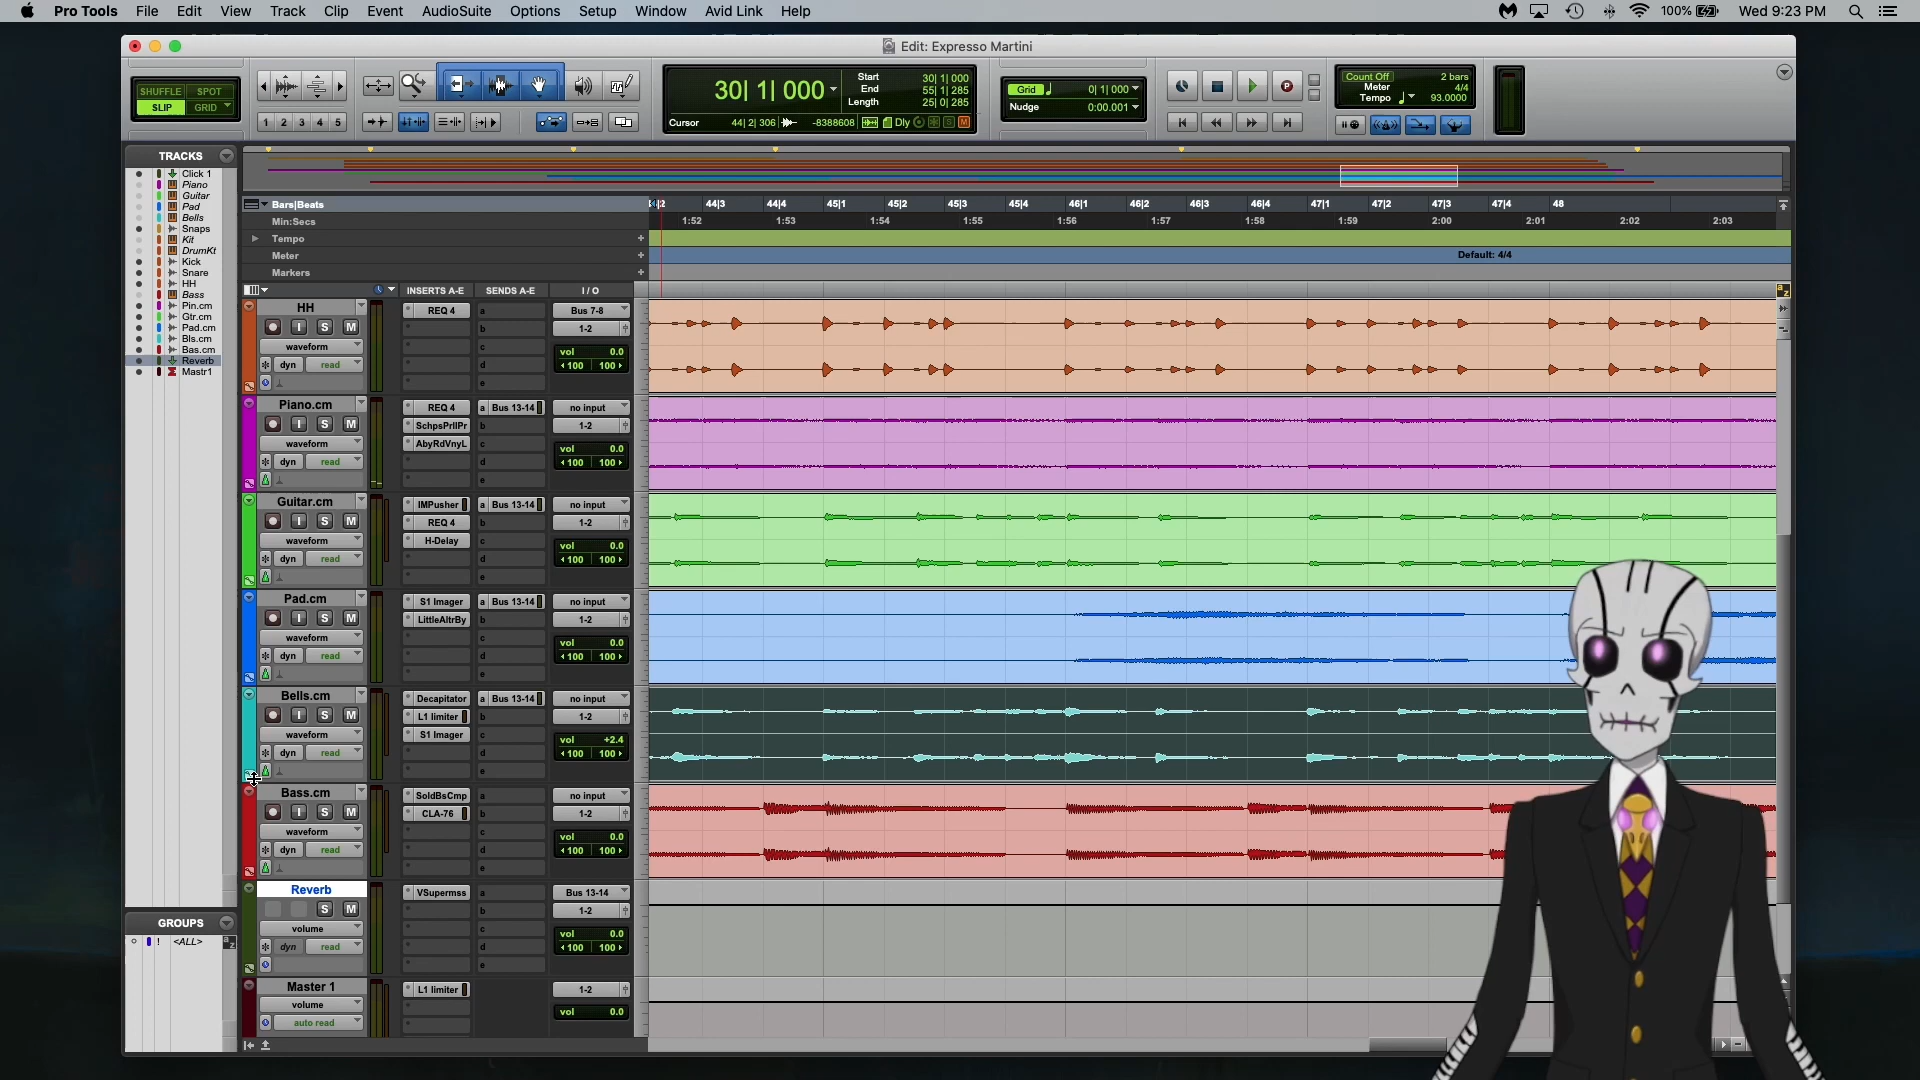 Pro Tools File Edit View Track Clip Event AudioSuite Options Setup Window Avid Link Help 100% Wed 9:23 PM
Edit: Expresso Martini
SHUFFLE SPOT
SLIP GRID
1 2 3 4 5
30| 1| 000
Start 30| 1| 000
End 55| 1| 285
Length 25| 0| 285
Cursor 44| 2| 306 -8388608 Dly
Grid 0| 1| 000
Nudge 0:00.001
Count Off 2 bars
Meter 4/4
Tempo 93.0000
TRACKS
Click 1
Piano
Guitar
Pad
Bells
Snaps
Kit
DrumKt
Kick
Snare
HH
Bass
Pin.cm
Gtr.cm
Pad.cm
Bls.cm
Bas.cm
Reverb
Mastr1
GROUPS
! <ALL>
Bars|Beats 44|3 44|4 45|1 45|2 45|3 45|4 46|1 46|2 46|3 46|4 47|1 47|2 47|3 47|4 48
Min:Secs 1:52 1:53 1:54 1:55 1:56 1:57 1:58 1:59 2:00 2:01 2:02 2:03
Tempo
Meter Default: 4/4
Markers
INSERTS A-E SENDS A-E I / O
HH REQ 4 a Bus 7-8
I S M b 1-2
waveform c
dyn read d vol 0.0
e 100 100
Piano.cm REQ 4 a Bus 13-14 no input
I S M SchpsPrllPr b 1-2
waveform AbyRdVnyL c
dyn read d vol 0.0
e 100 100
Guitar.cm IMPusher a Bus 13-14 no input
I S M REQ 4 b 1-2
waveform H-Delay c
dyn read d vol 0.0
e 100 100
Pad.cm S1 Imager a Bus 13-14 no input
I S M LittleAltrBy b 1-2
waveform c
dyn read d vol 0.0
e 100 100
Bells.cm Decapitator a Bus 13-14 no input
I S M L1 limiter b 1-2
waveform S1 Imager c
dyn read d vol +2.4
e 100 100
Bass.cm SoldBsCmp a no input
I S M CLA-76 b 1-2
waveform c
dyn read d vol 0.0
e 100 100
Reverb VSupermss a Bus 13-14
S M b 1-2
volume c
dyn read d vol 0.0
e 100 100
Master 1 L1 limiter 1-2
volume
auto read vol 0.0